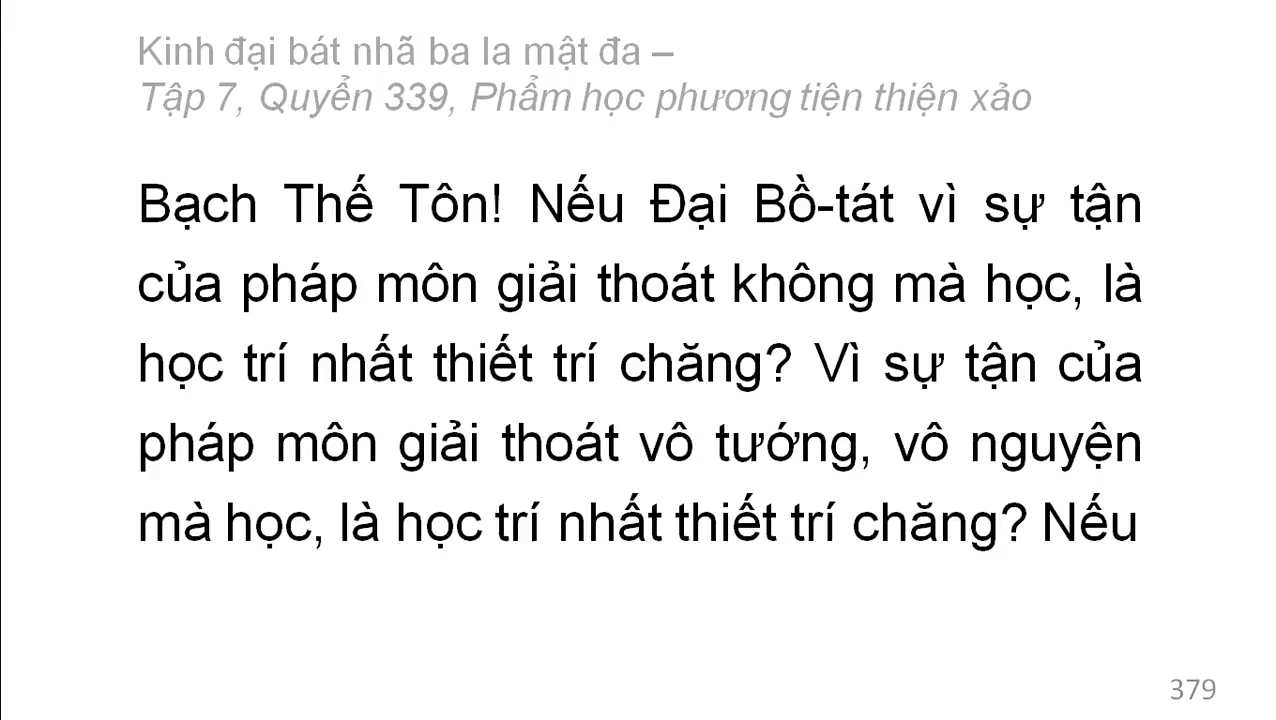 Kinh đại bát nhã ba la mật đa –
Tập 7, Quyển 339, Phẩm học phương tiện thiện xảo
Bạch Thế Tôn! Nếu Đại Bồ-tát vì sự tận
của pháp môn giải thoát không mà học, là
học trí nhất thiết trí chăng? Vì sự tận của
pháp môn giải thoát vô tướng, vô nguyện
mà học, là học trí nhất thiết trí chăng? Nếu
379